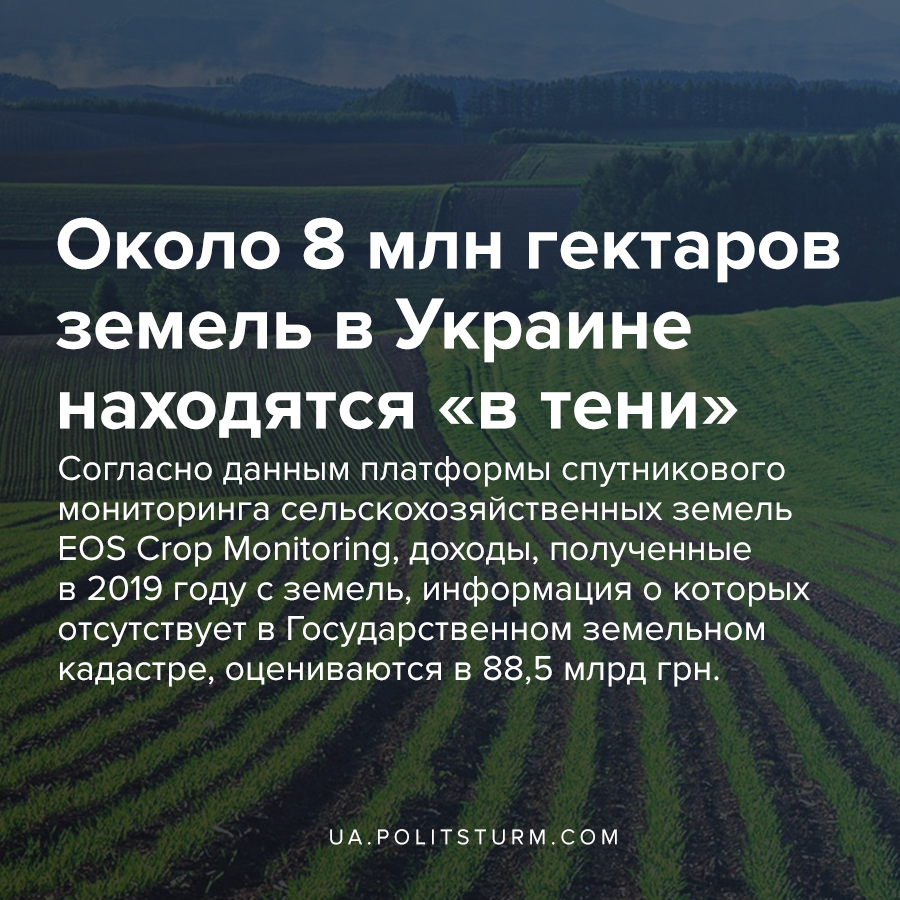 Около 8 млн гектаров
земель в Украине
находятся «в тени»
Согласно данным платформы спутникового
мониторинга сельскохозяйственных земель
EOS Crop Monitoring, доходы, полученные
в 2019 году с земель, информация о которых
отсутствует в Государственном земельном
кадастре, оцениваются в 88,5 млрд грн.
UA.POLITSTURM.COM